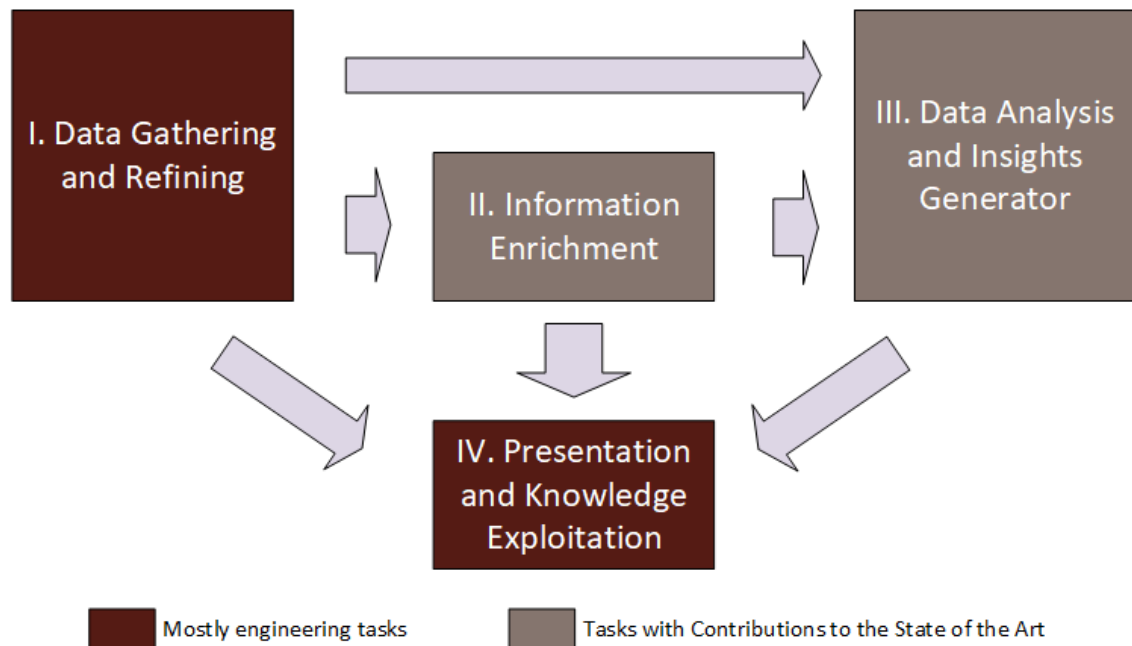 I. Data Gathering
and Refining
II. Information
Enrichment
III. Data Analysis
and Insights
Generator
IV. Presentation
and Knowledge
Exploitation
Mostly engineering tasks
Tasks with Contributions to the State of the Art